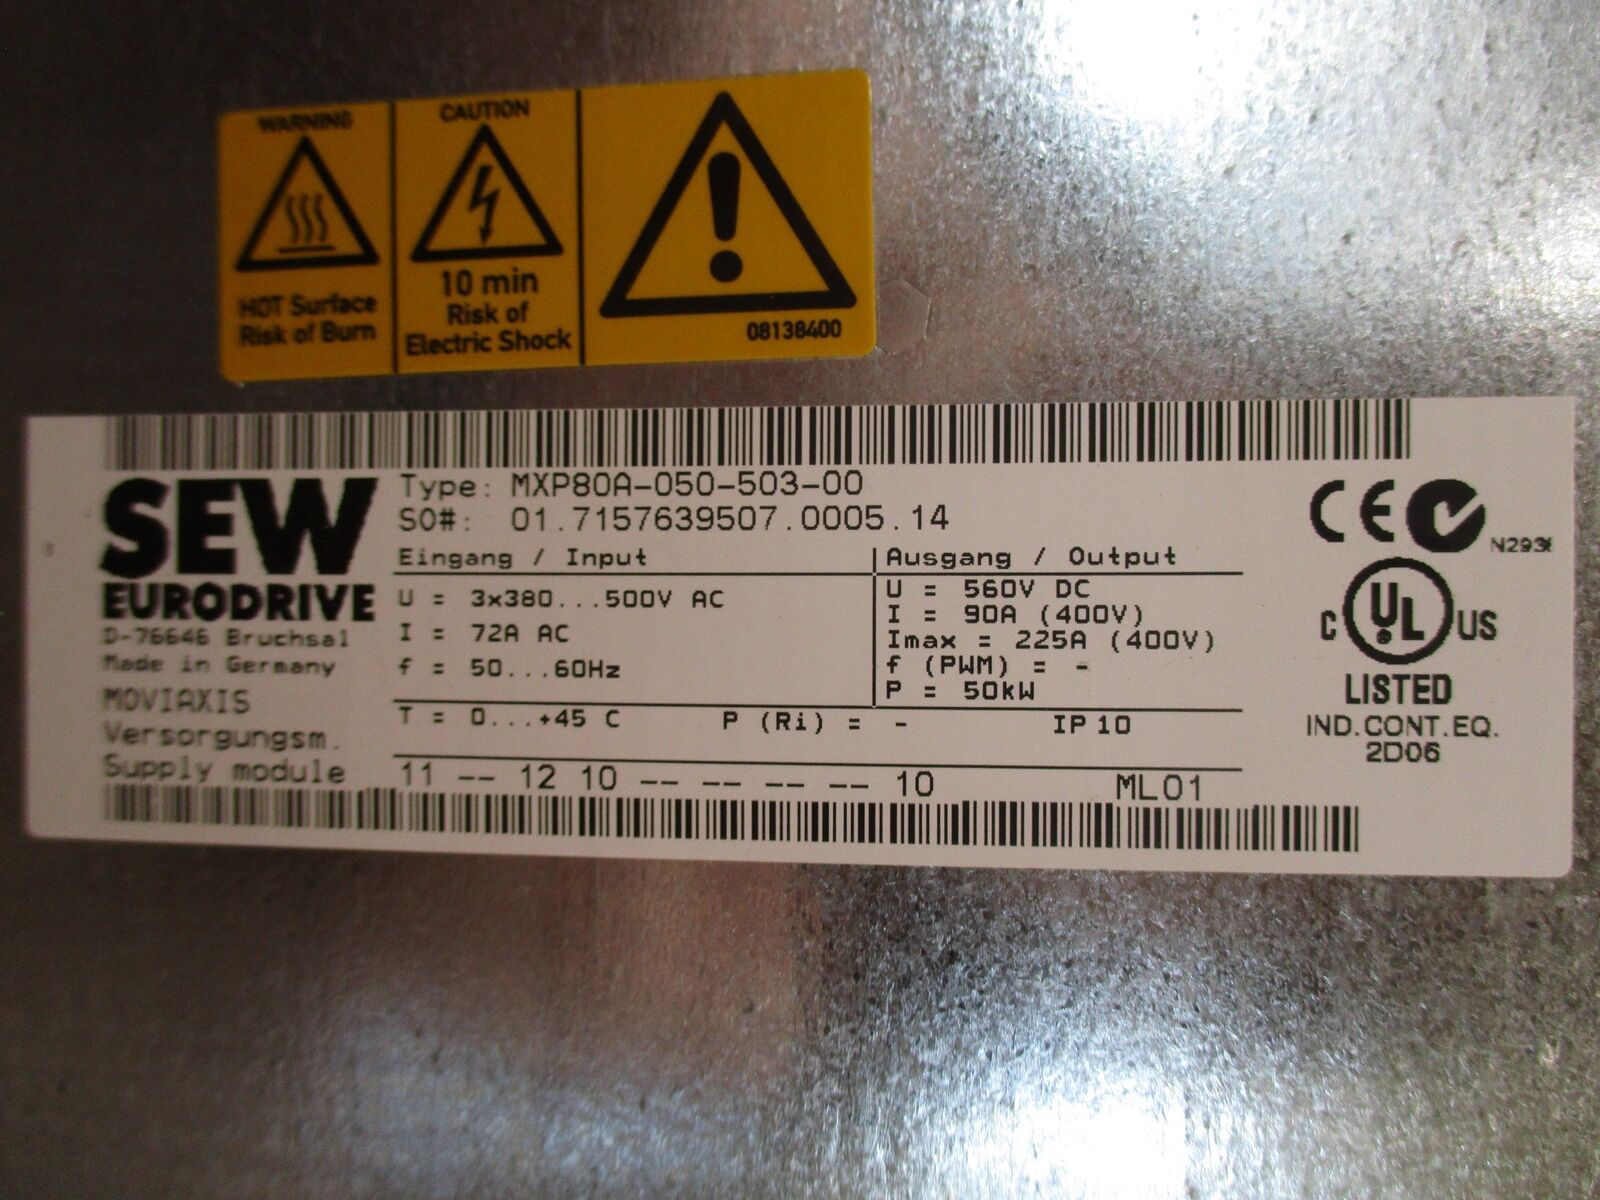 WARNING
HOT Surface
Risk of Burn
CAUTION
10 min
Risk of
Electric Shock
08138400
SEW
EURODRIVE
D-76646 Bruchsal
Made in Germany
MOVIAXIS
Versorgungsm.
Supply module
Type: MXP80A-050-503-00
SO#: 01.7157639507.0005.14
Eingang / Input
U = 3x380...500V AC
I = 72A AC
f = 50...60Hz
Ausgang / Output
U = 560V DC
I = 90A (400V)
Imax = 225A (400V)
f (PWM) = -
P = 50kW
T = 0...+45 C P (Ri) = - IP10
11 -- 12 10 -- -- -- -- 10 ML01
CE
C UL US
LISTED
IND.CONT.EQ.
2D06